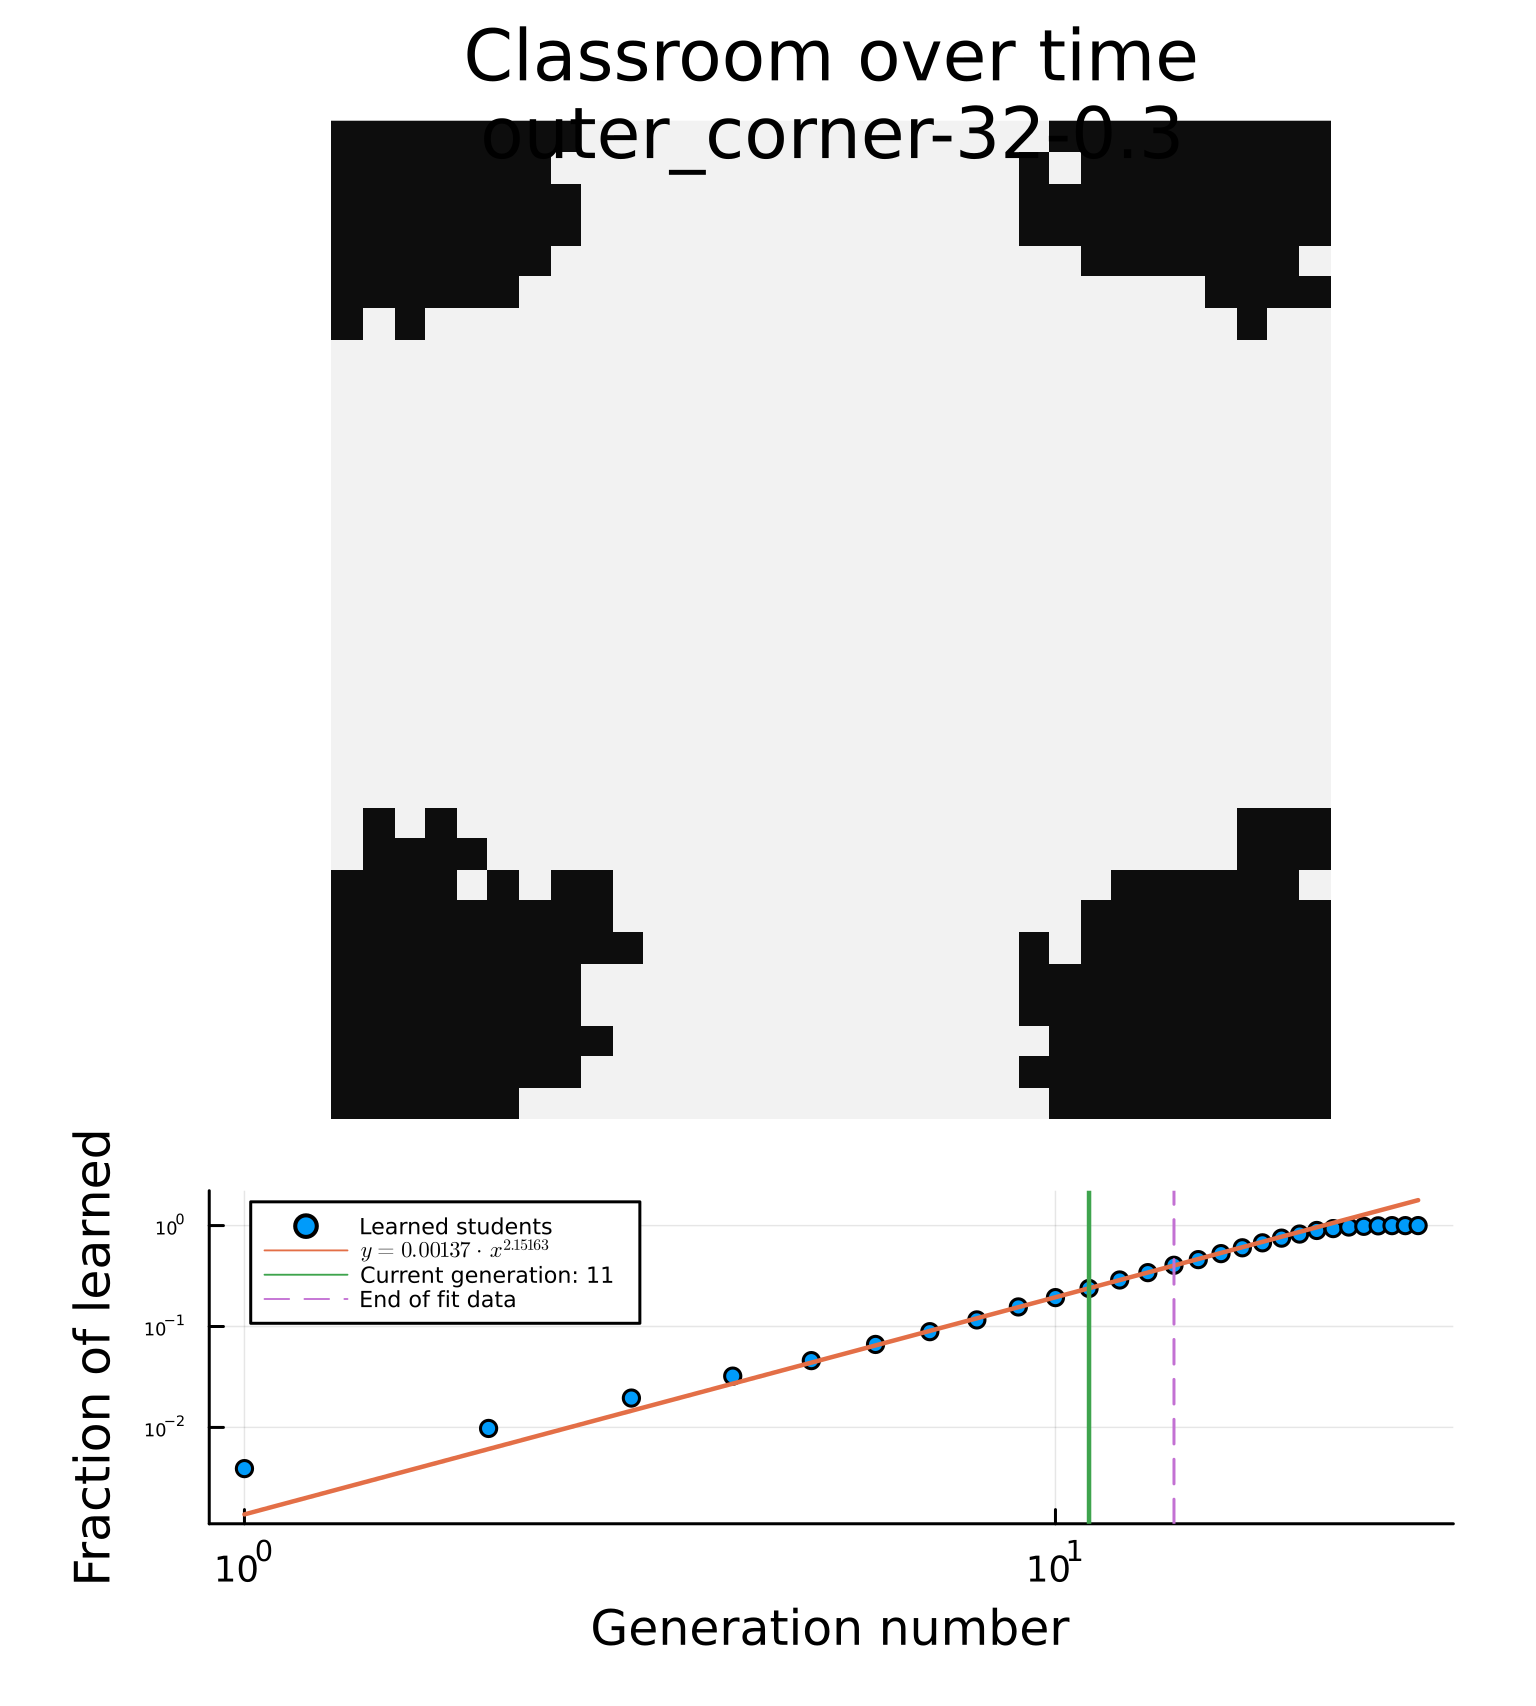 Classroom over time
outer_corner-32-0.3
Fraction of learned
10⁰
10⁻¹
10⁻²
Learned students
y = 0.00137 · x^2.15163
Current generation: 11
End of fit data
10⁰ 10¹
Generation number